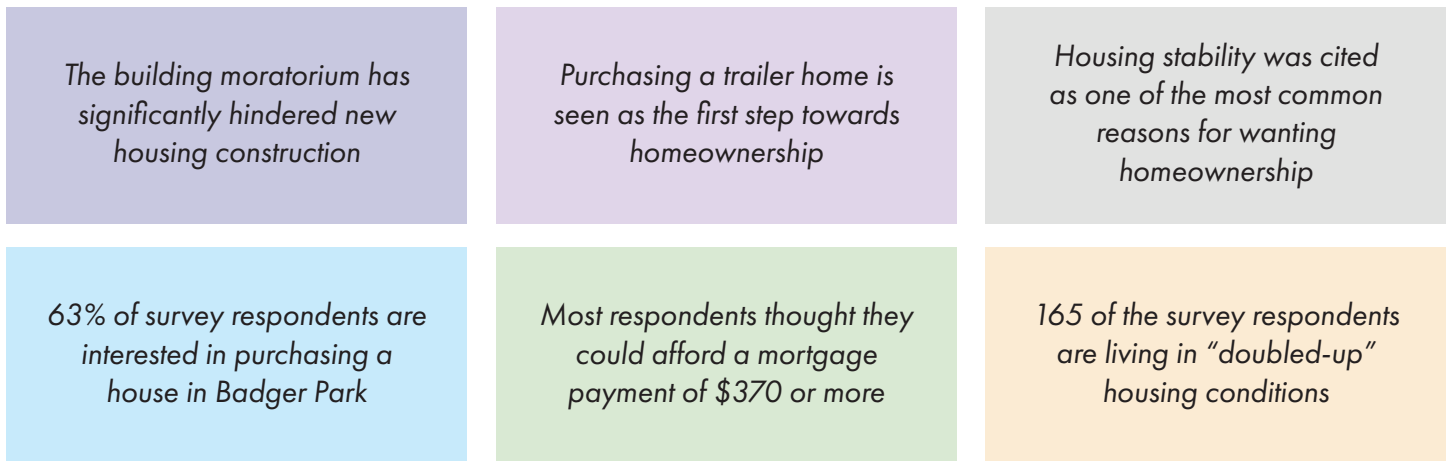 The building moratorium has
significantly hindered new
housing construction
Purchasing a trailer home is
seen as the first step towards
homeownership
Housing stability was cited
as one of the most common
reasons for wanting
homeownership
63% of survey respondents are
interested in purchasing a
house in Badger Park
Most respondents thought they
could afford a mortgage
payment of $370 or more
165 of the survey respondents
are living in “doubled-up”
housing conditions